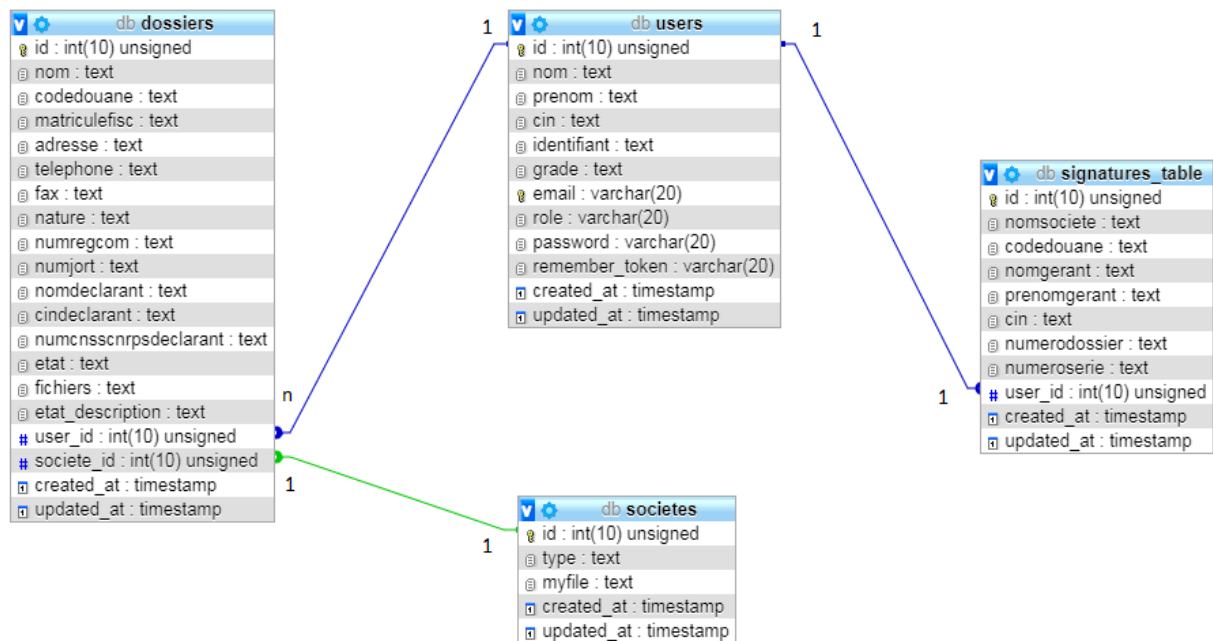 db dossiers
id : int(10) unsigned
nom : text
codedouane : text
matriculefisc : text
adresse : text
telephone : text
fax : text
nature : text
numregcom : text
numjort : text
nomdeclarant : text
cindeclarant : text
numcnsscnrpsdeclarant : text
etat : text
fichiers : text
etat_description : text
user_id : int(10) unsigned
societe_id : int(10) unsigned
created_at : timestamp
updated_at : timestamp
n
1
1
db users
id : int(10) unsigned
nom : text
prenom : text
cin : text
identifiant : text
grade : text
email : varchar(20)
role : varchar(20)
password : varchar(20)
remember_token : varchar(20)
created_at : timestamp
updated_at : timestamp
1
1
db societes
id : int(10) unsigned
type : text
myfile : text
created_at : timestamp
updated_at : timestamp
db signatures_table
id : int(10) unsigned
nomsociete : text
codedouane : text
nomgerant : text
prenomgerant : text
cin : text
numerodossier : text
numeroserie : text
user_id : int(10) unsigned
created_at : timestamp
updated_at : timestamp
1